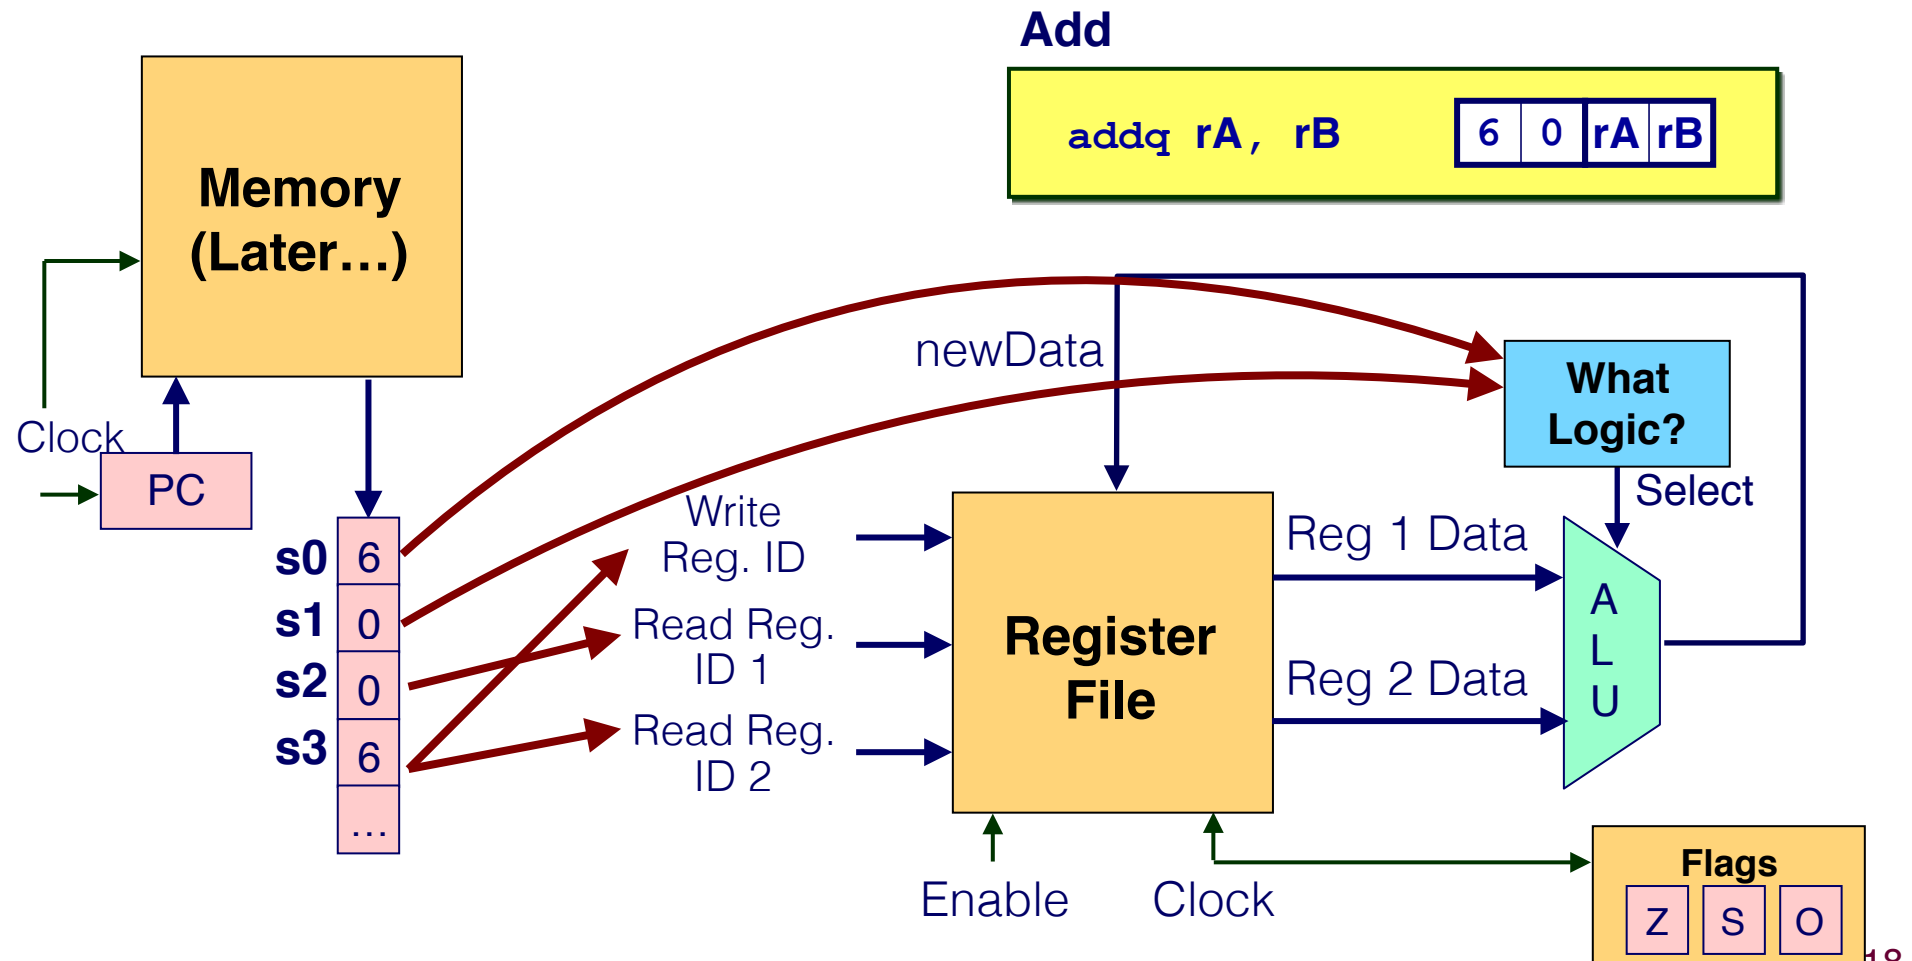 Add
addq rA, rB
6 0 rA rB
Memory
(Later…)
newData
What
Logic?
Clock
PC
Select
Write
Reg. ID
Reg 1 Data
s0 6
s1 0
s2 0
s3 6
...
Read Reg.
ID 1
Read Reg.
ID 2
Register
File
A
L
U
Reg 2 Data
Enable
Clock
Flags
Z S O
18